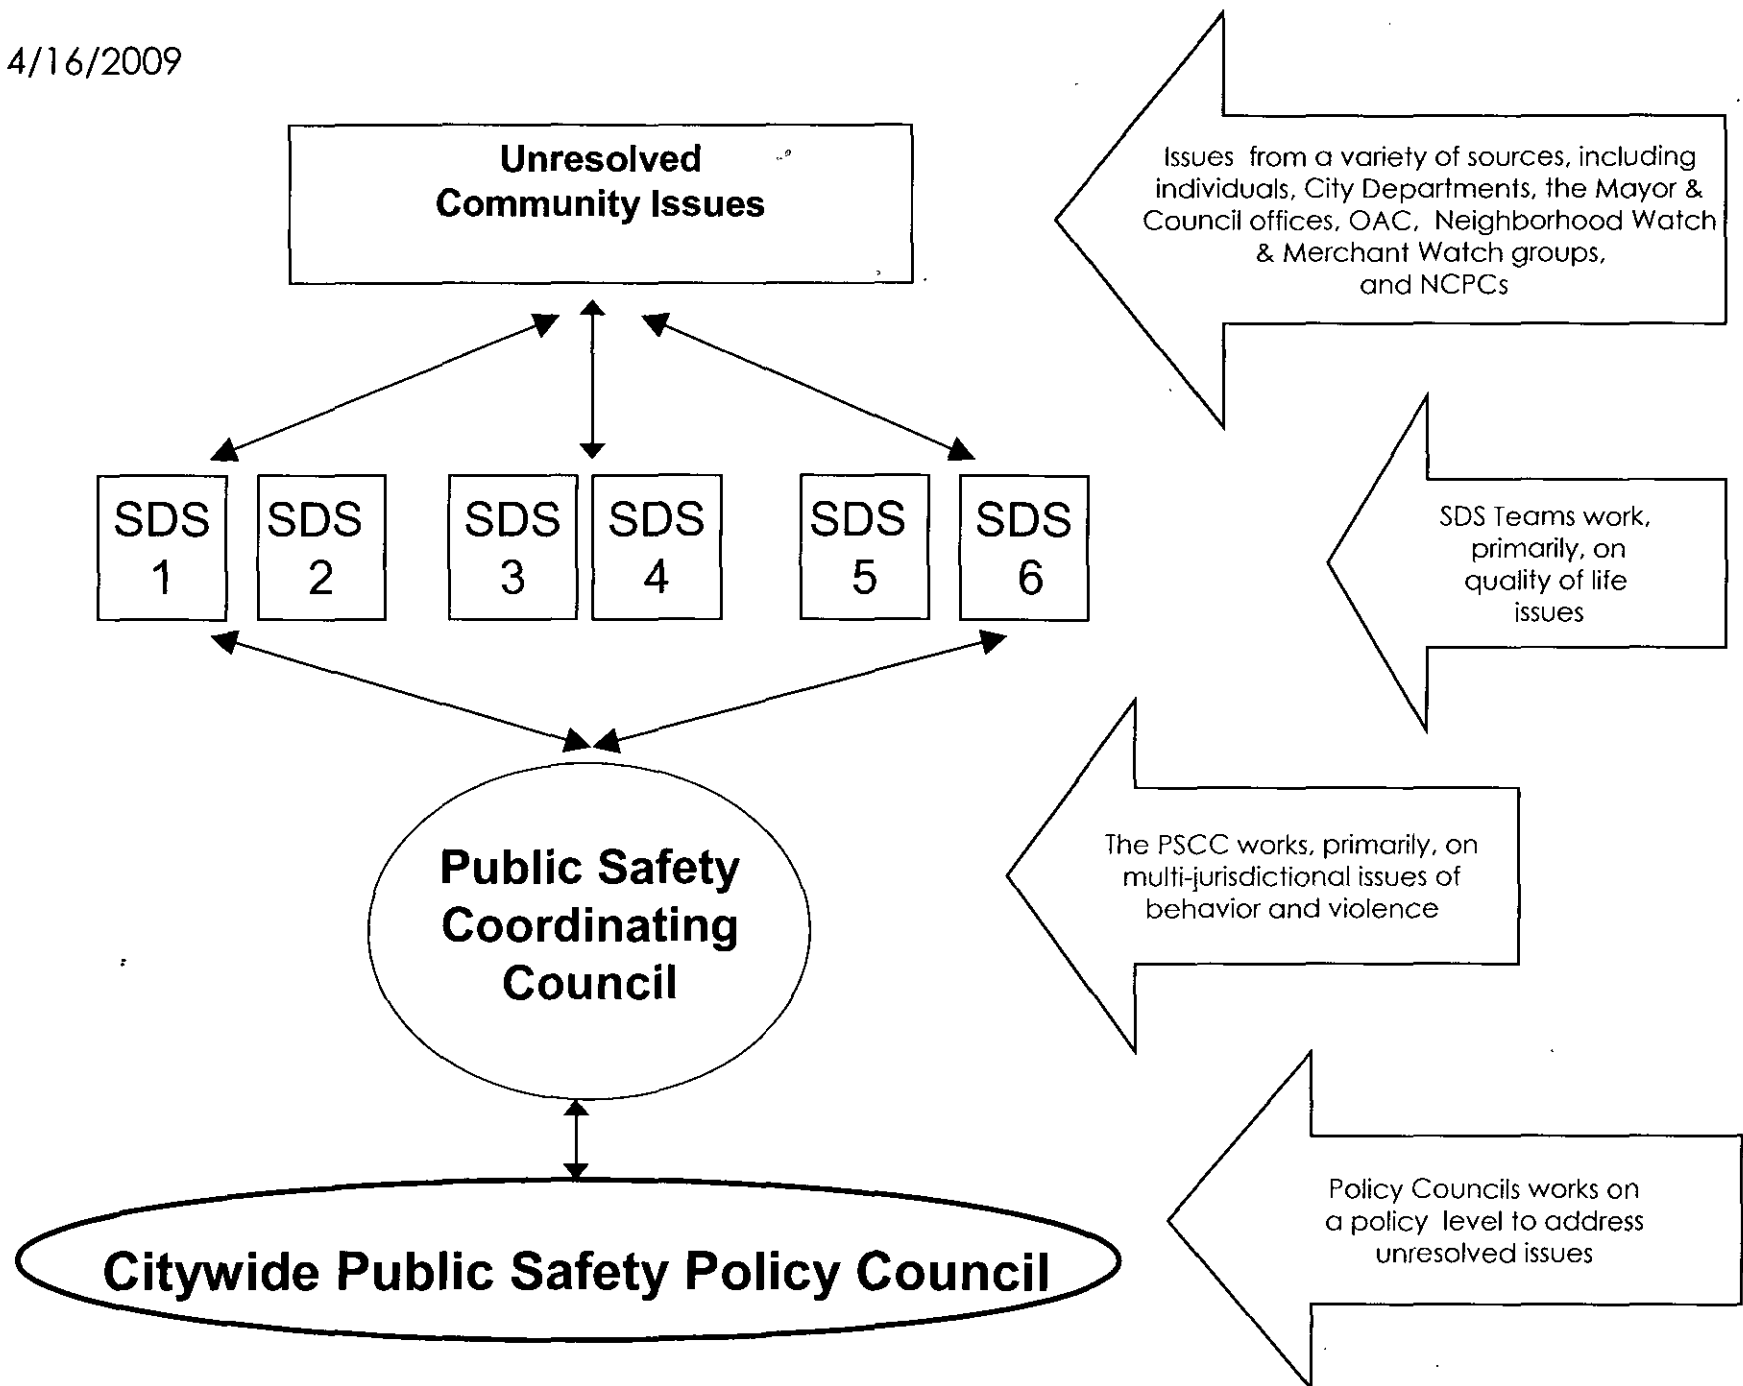 4/16/2009
Unresolved
Community Issues
Issues from a variety of sources, including
individuals, City Departments, the Mayor &
Council offices, OAC, Neighborhood Watch
& Merchant Watch groups,
and NCPCs
SDS
1
SDS
2
SDS
3
SDS
4
SDS
5
SDS
6
SDS Teams work,
primarily, on
quality of life
issues
Public Safety
Coordinating
Council
The PSCC works, primarily, on
multi-jurisdictional issues of
behavior and violence
Citywide Public Safety Policy Council
Policy Councils works on
a policy level to address
unresolved issues